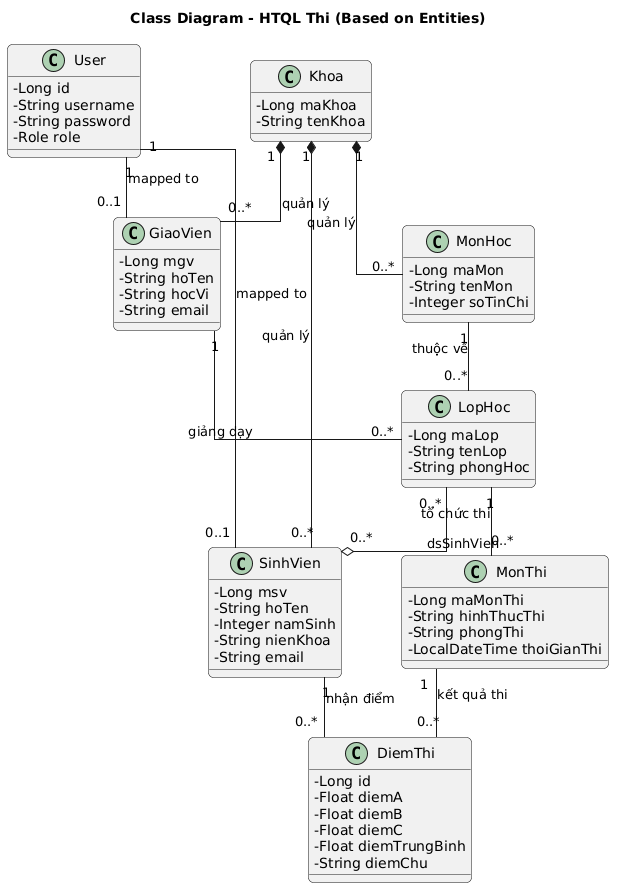 Class Diagram - HTQL Thi (Based on Entities)
C User
-Long id
-String username
-String password
-Role role
C Khoa
-Long maKhoa
-String tenKhoa
1
1
1
1
1
mapped to
0..1
0..*
quản lý
quản lý
C GiaoVien
-Long mgv
-String hoTen
-String hocVi
-String email
C MonHoc
-Long maMon
-String tenMon
-Integer soTinChi
0..*
mapped to
quản lý
1
1
thuộc về
0..*
C LopHoc
-Long maLop
-String tenLop
-String phongHoc
giảng dạy
0..*
0..*
1
tổ chức thi
dsSinhVien
0..*
0..1
0..*
0..*
C SinhVien
-Long msv
-String hoTen
-Integer namSinh
-String nienKhoa
-String email
C MonThi
-Long maMonThi
-String hinhThucThi
-String phongThi
-LocalDateTime thoiGianThi
1
nhận điểm
0..*
1
kết quả thi
0..*
C DiemThi
-Long id
-Float diemA
-Float diemB
-Float diemC
-Float diemTrungBinh
-String diemChu